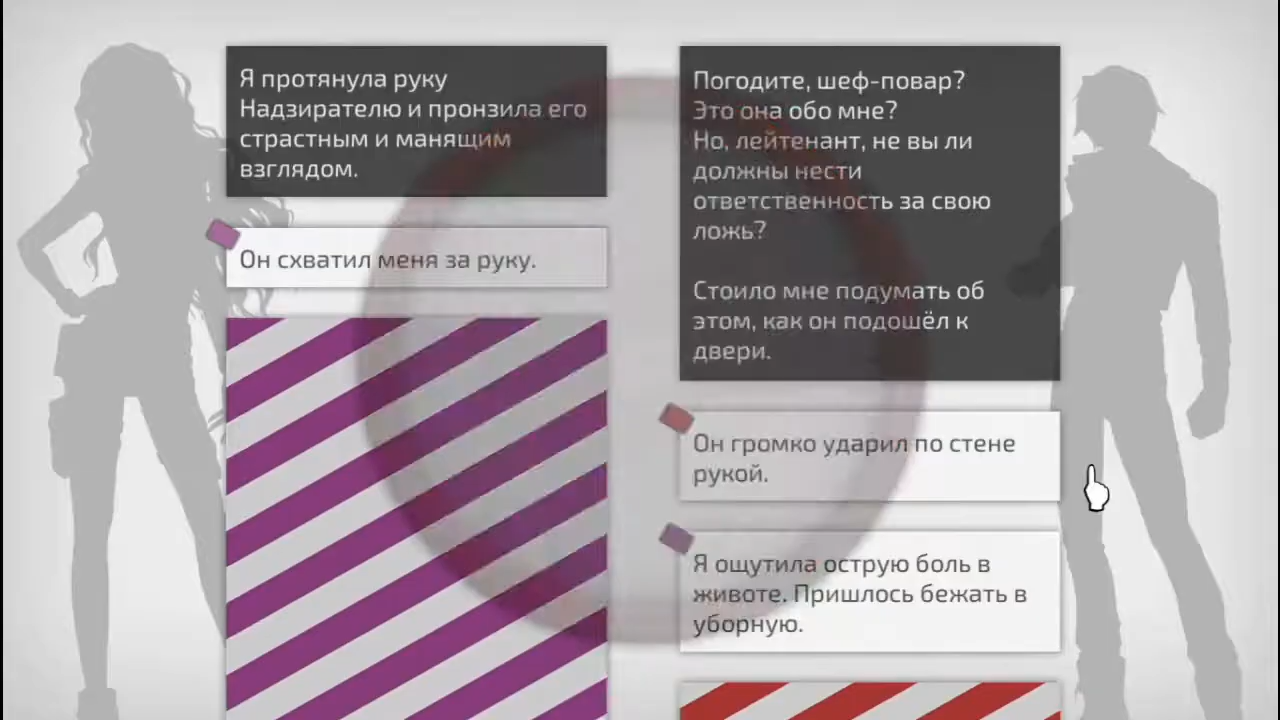 Я протянула руку
Надзирателю и пронзила его
страстным и манящим
взглядом.
Он схватил меня за руку.
Погодите, шеф-повар?
Это она обо мне?
Но, лейтенант, не вы ли
должны нести
ответственность за свою
ложь?
Стоило мне подумать об
этом, как он подошёл к
двери.
Он громко ударил по стене
рукой.
Я ощутила острую боль в
животе. Пришлось бежать в
уборную.